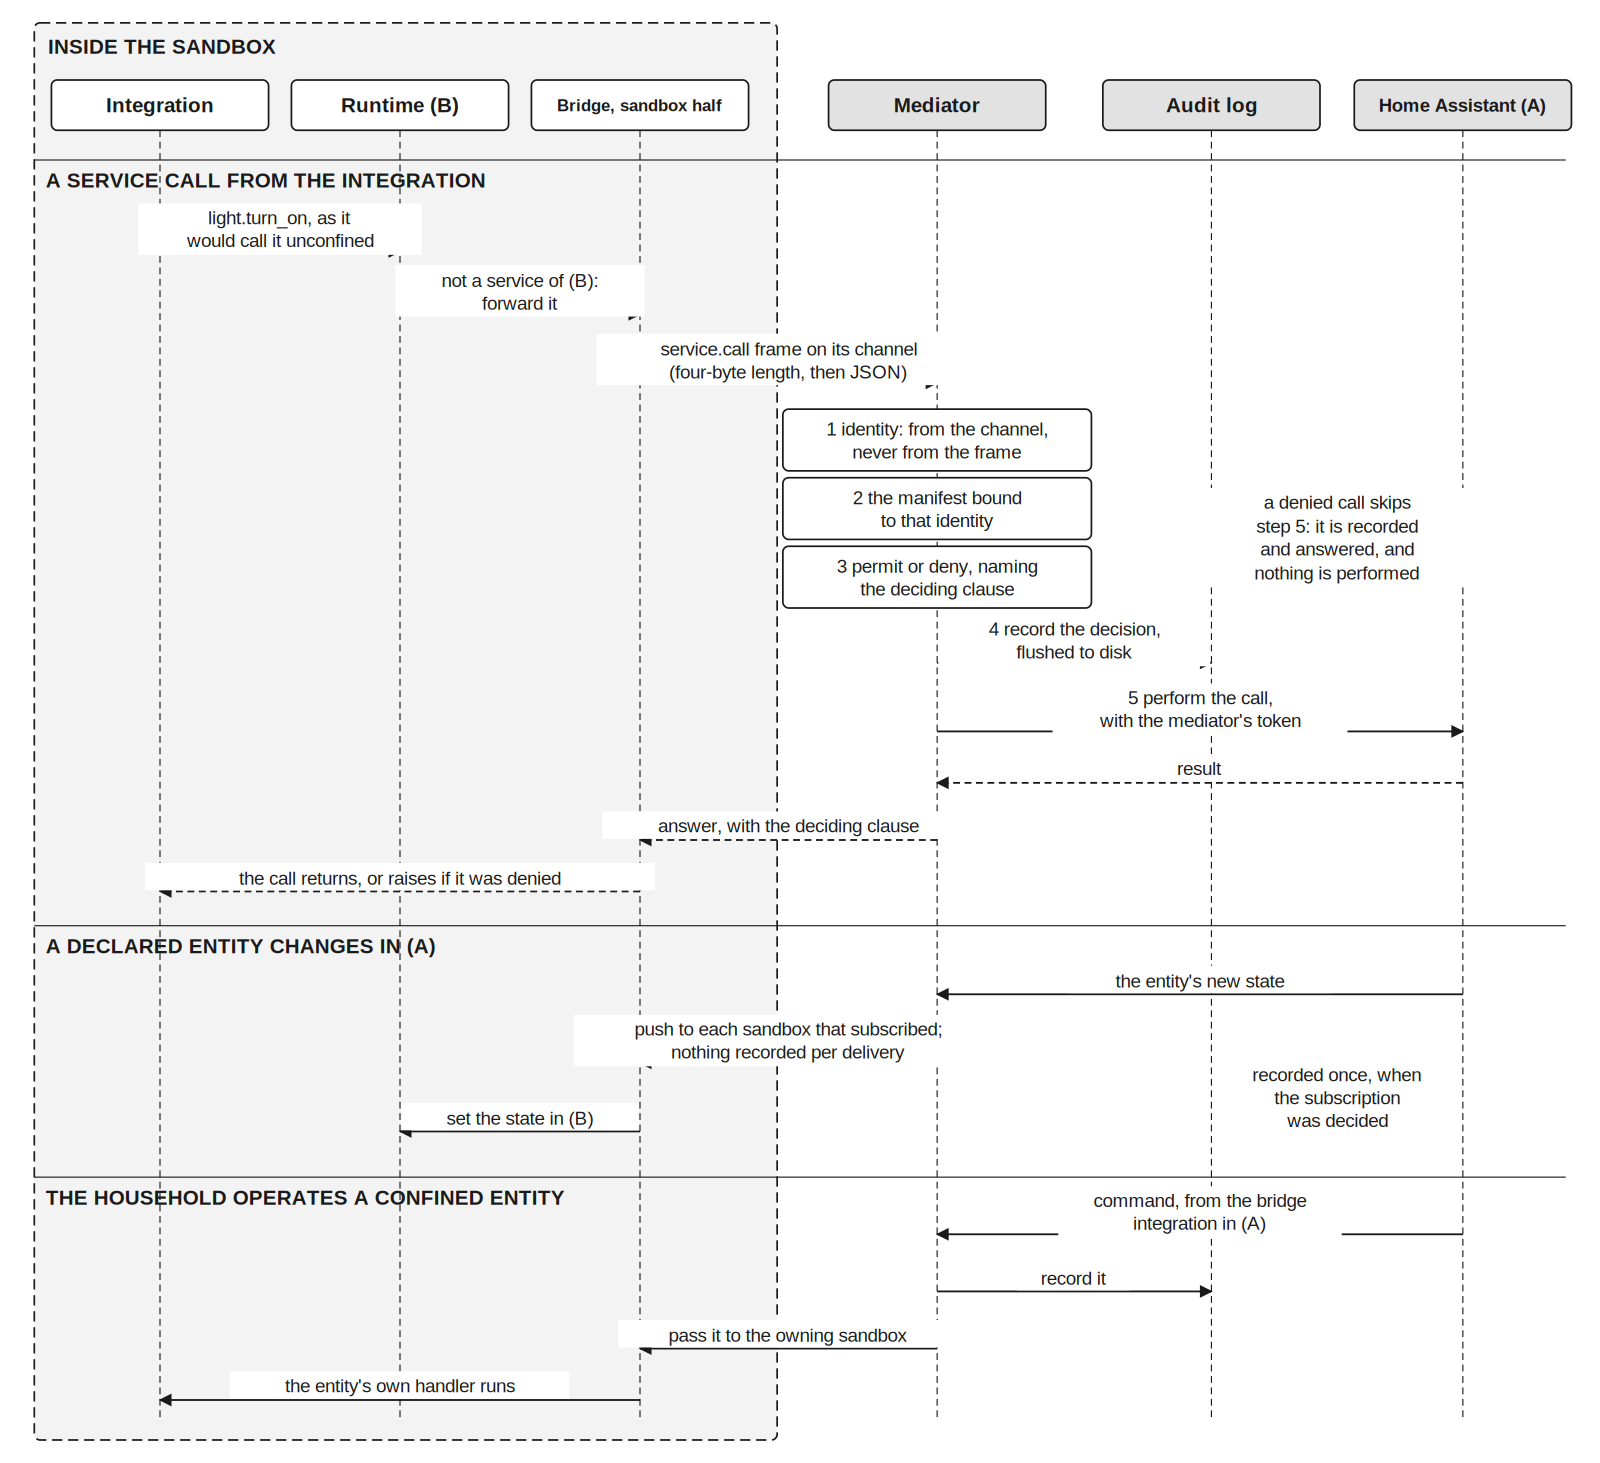 INSIDE THE SANDBOX
Integration
Runtime (B)
Bridge, sandbox half
Mediator
Audit log
Home Assistant (A)
A SERVICE CALL FROM THE INTEGRATION
light.turn_on, as it
would call it unconfined
not a service of (B):
forward it
service.call frame on its channel
(four-byte length, then JSON)
1 identity: from the channel,
never from the frame
2 the manifest bound
to that identity
3 permit or deny, naming
the deciding clause
a denied call skips
step 5: it is recorded
and answered, and
nothing is performed
4 record the decision,
flushed to disk
5 perform the call,
with the mediator's token
result
answer, with the deciding clause
the call returns, or raises if it was denied
A DECLARED ENTITY CHANGES IN (A)
the entity's new state
push to each sandbox that subscribed;
nothing recorded per delivery
recorded once, when
the subscription
was decided
set the state in (B)
THE HOUSEHOLD OPERATES A CONFINED ENTITY
command, from the bridge
integration in (A)
record it
pass it to the owning sandbox
the entity's own handler runs